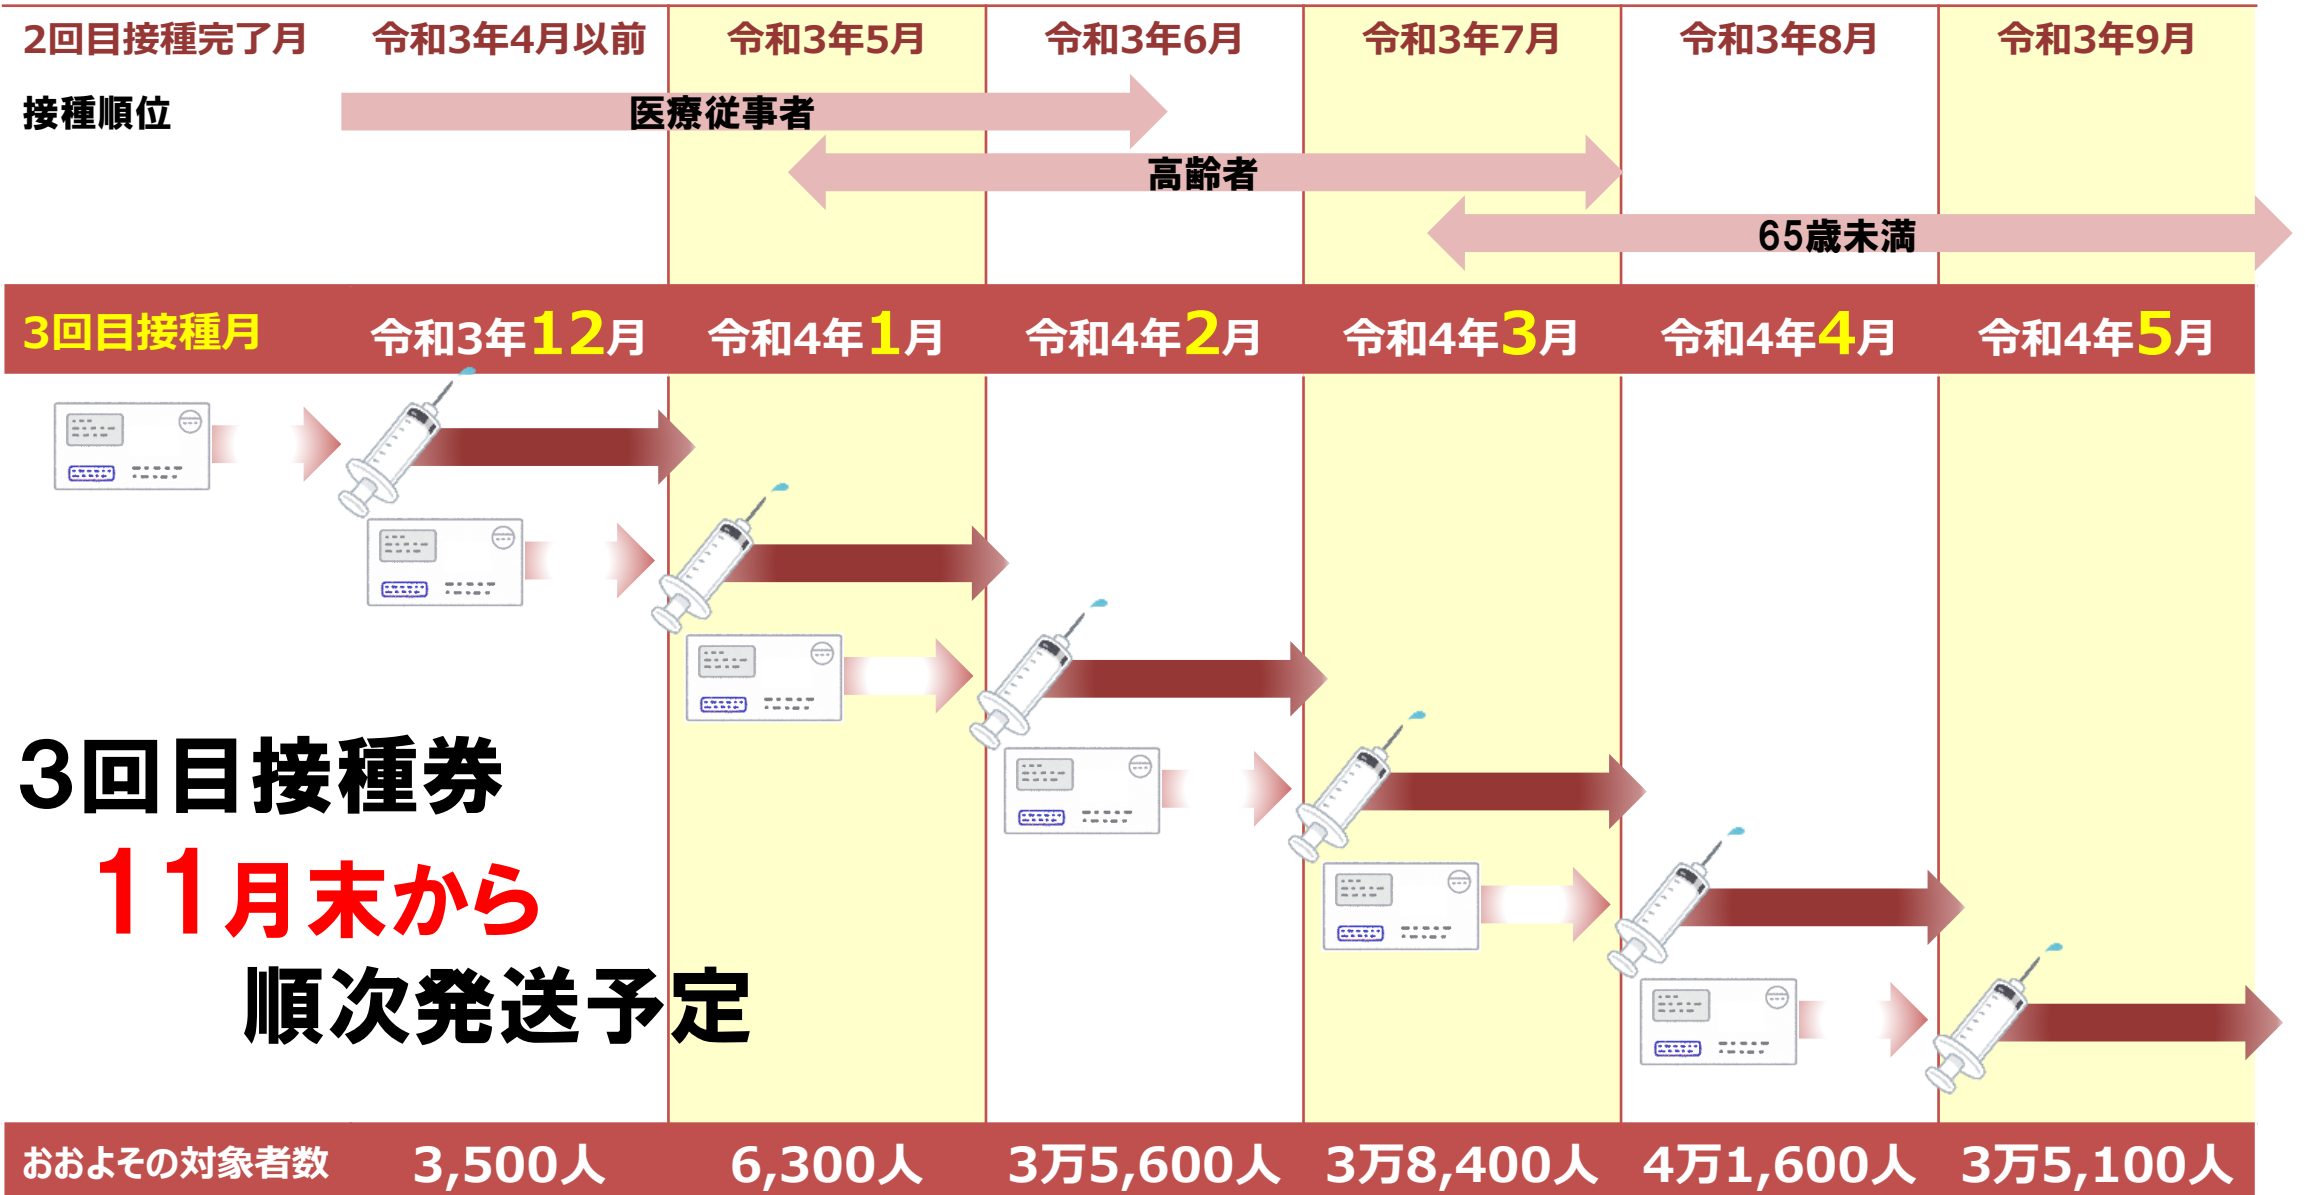 2回目接種完了月 令和3年4月以前 令和3年5月 令和3年6月 令和3年7月 令和3年8月 令和3年9月
接種順位 医療従事者
高齢者
65歳未満
3回目接種月 令和3年12月 令和4年1月 令和4年2月 令和4年3月 令和4年4月 令和4年5月
3回目接種券
11月末から
順次発送予定
おおよその対象者数 3,500人 6,300人 3万5,600人 3万8,400人 4万1,600人 3万5,100人